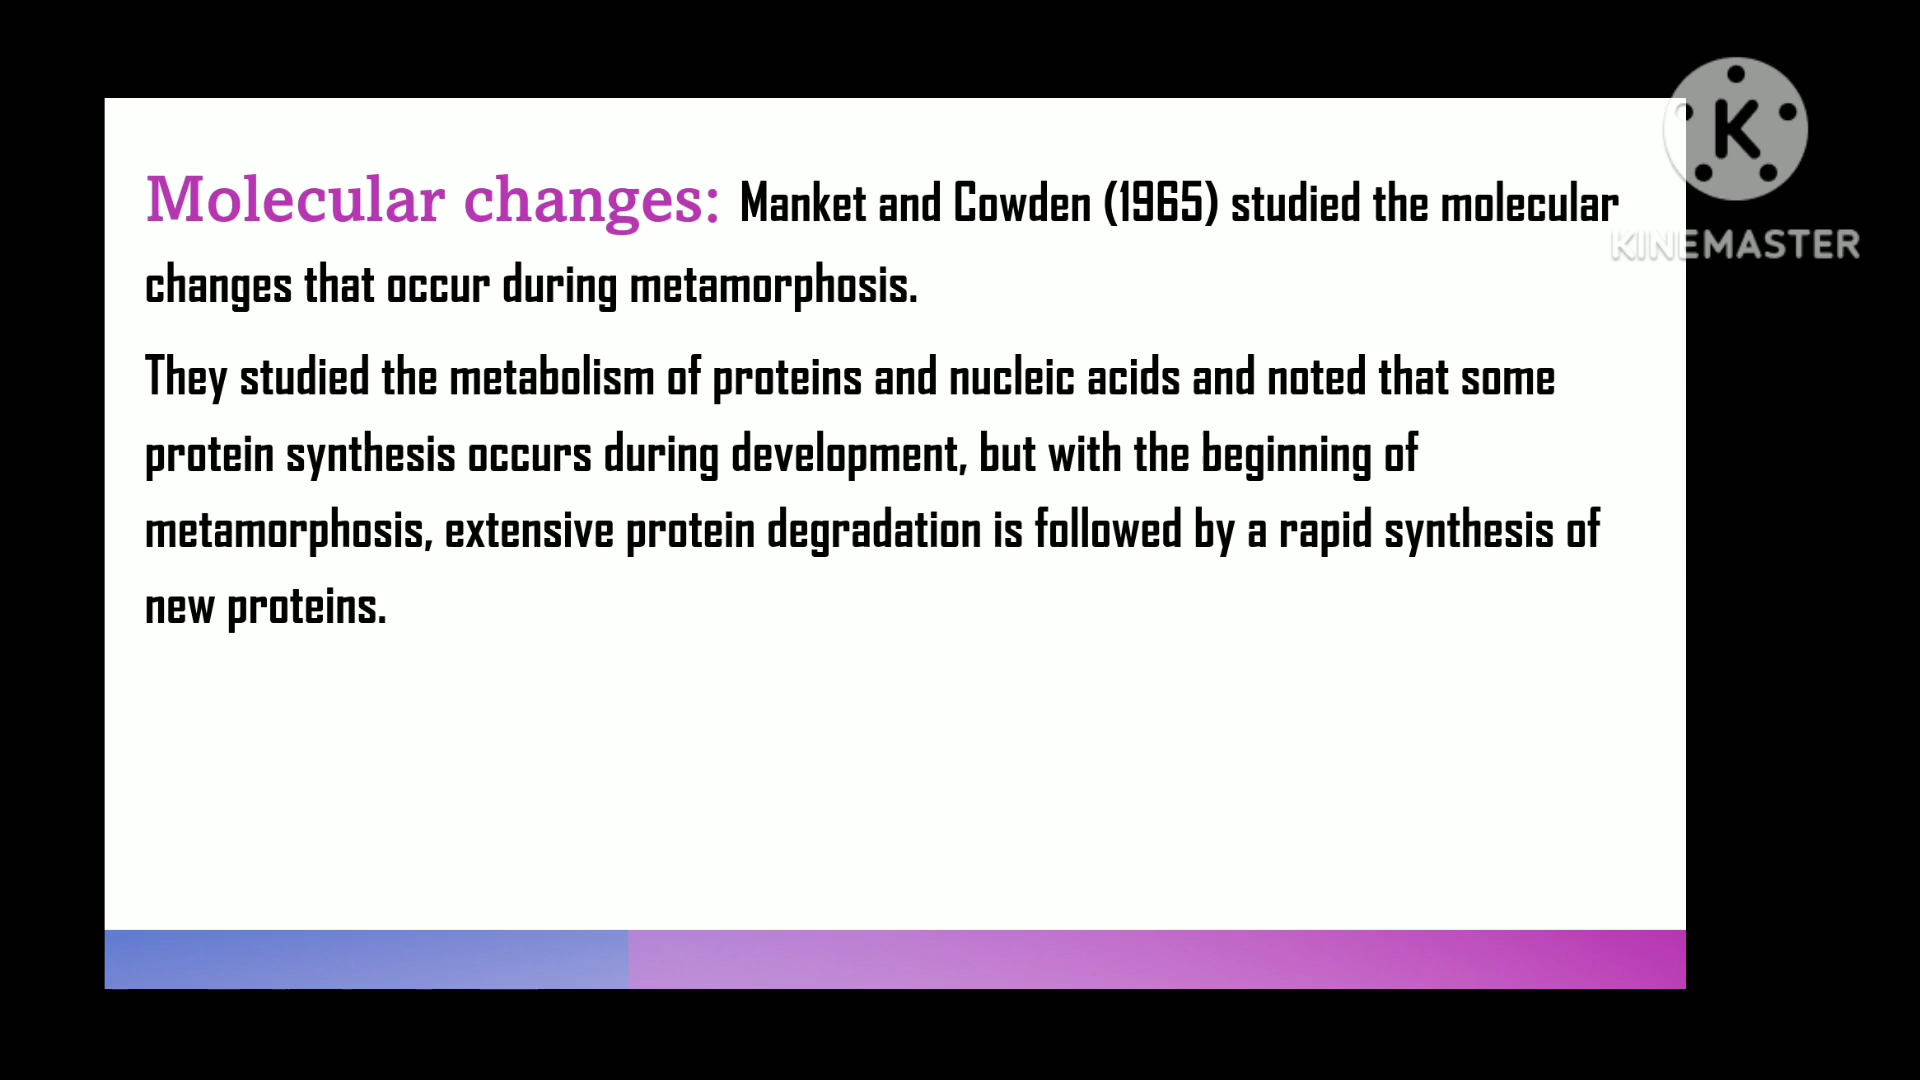 Molecular changes: Manket and Cowden (1965) studied the molecular
changes that occur during metamorphosis.
They studied the metabolism of proteins and nucleic acids and noted that some
protein synthesis occurs during development, but with the beginning of
metamorphosis, extensive protein degradation is followed by a rapid synthesis of
new proteins.
K
KINEMASTER